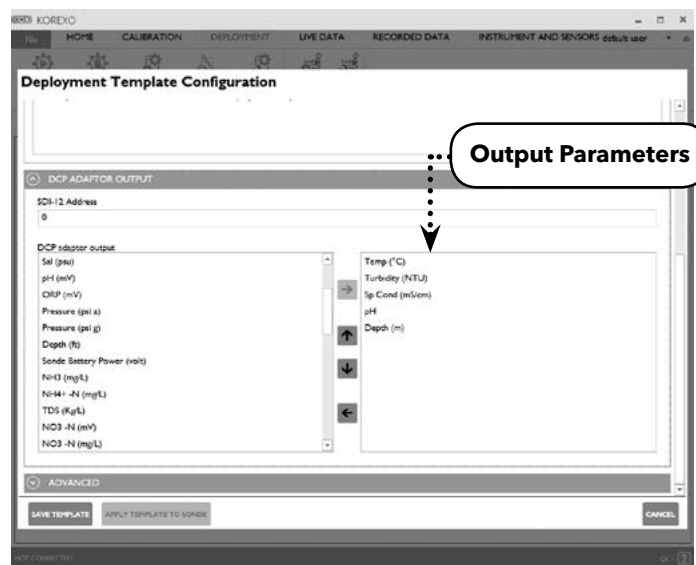 KOREXO
File HOME CALIBRATION DEPLOYMENT LIVE DATA RECORDED DATA INSTRUMENT AND SENSORS default user
Deployment Template Configuration
Output Parameters
DCP ADAPTOR OUTPUT
SDI-12 Address
0
DCP adapter output
Sal (psu)
pH (mV)
ORP (mV)
Pressure (psi a)
Pressure (psi g)
Depth (ft)
Sonde Battery Power (volt)
NH3 (mg/L)
NH4+ -N (mg/L)
TDS (Kg/L)
NO3 -N (mV)
NO3 -N (mg/L)
Temp (°C)
Turbidity (NTU)
Sp Cond (mS/cm)
pH
Depth (m)
ADVANCED
SAVE TEMPLATE APPLY TEMPLATE TO SONDE CANCEL
NOT CONNECTED